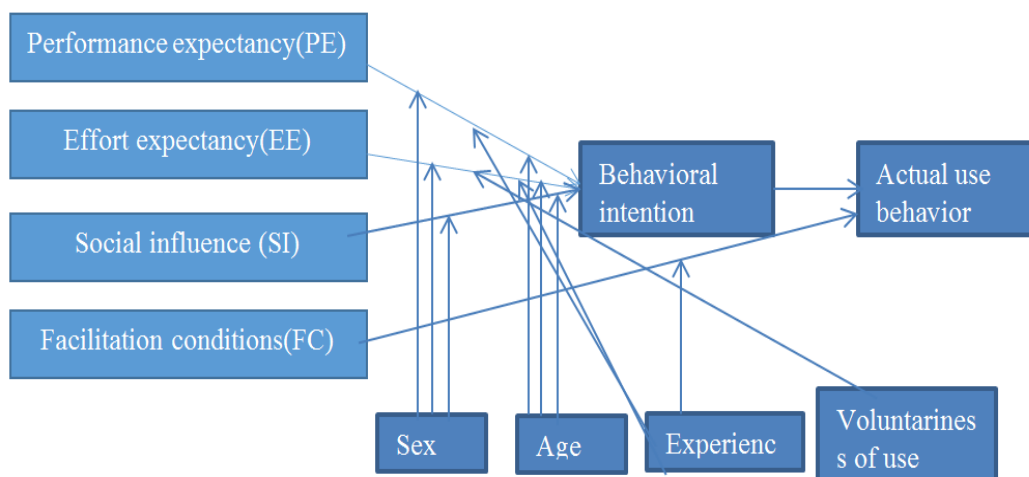 Performance expectancy(PE)
Effort expectancy(EE)
Social influence (SI)
Facilitation conditions(FC)
Behavioral
intention
Actual use
behavior
Sex
Age
Experienc
Voluntarines
s of use